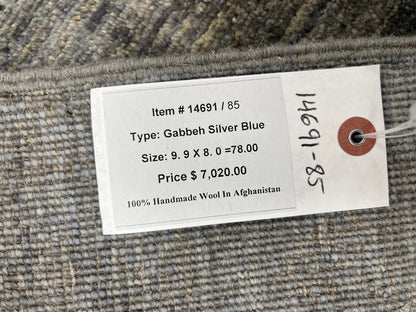 Item # 14691 / 85
Type: Gabbeh Silver Blue
Size: 9. 9 X 8. 0 =78.00
Price $ 7,020.00
100% Handmade Wool In Afghanistan
14691-85